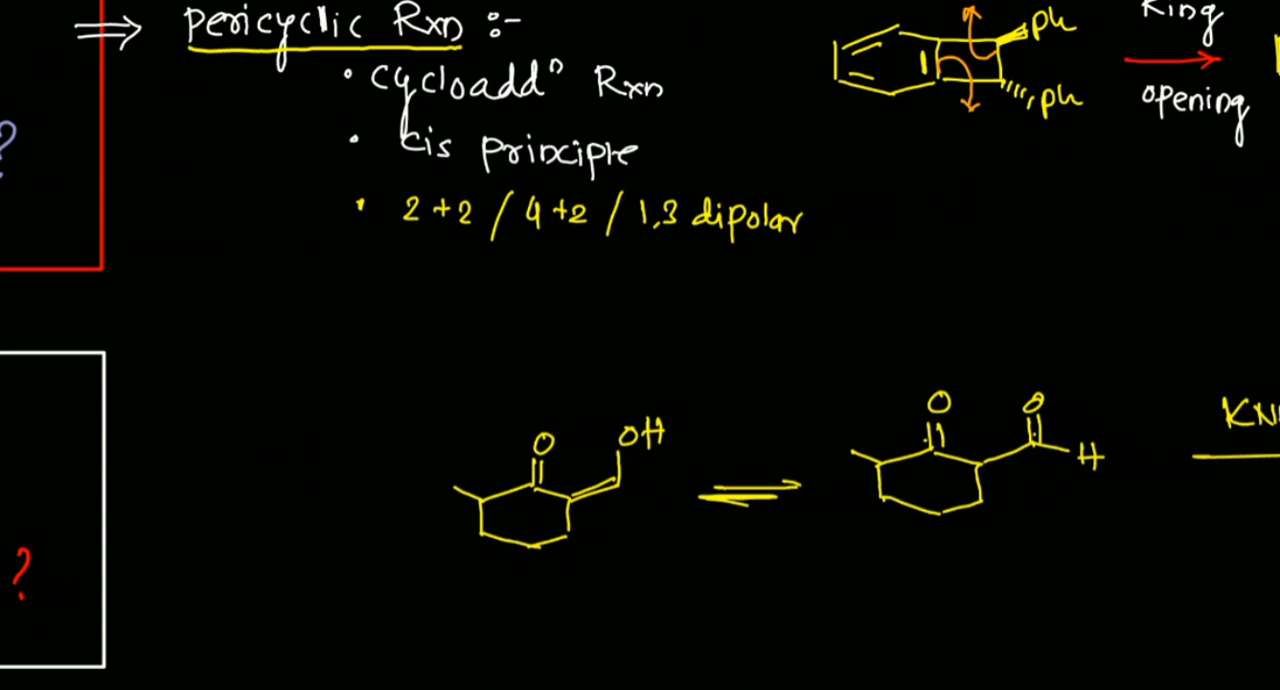 ⇒ pericyclic Rxn :-
• cycloaddⁿ Rxn
• cis principle
• 2+2 / 4+2 / 1,3 dipolar
?
Ph
Ph
Ring
opening
O
OH
O
O
H
?